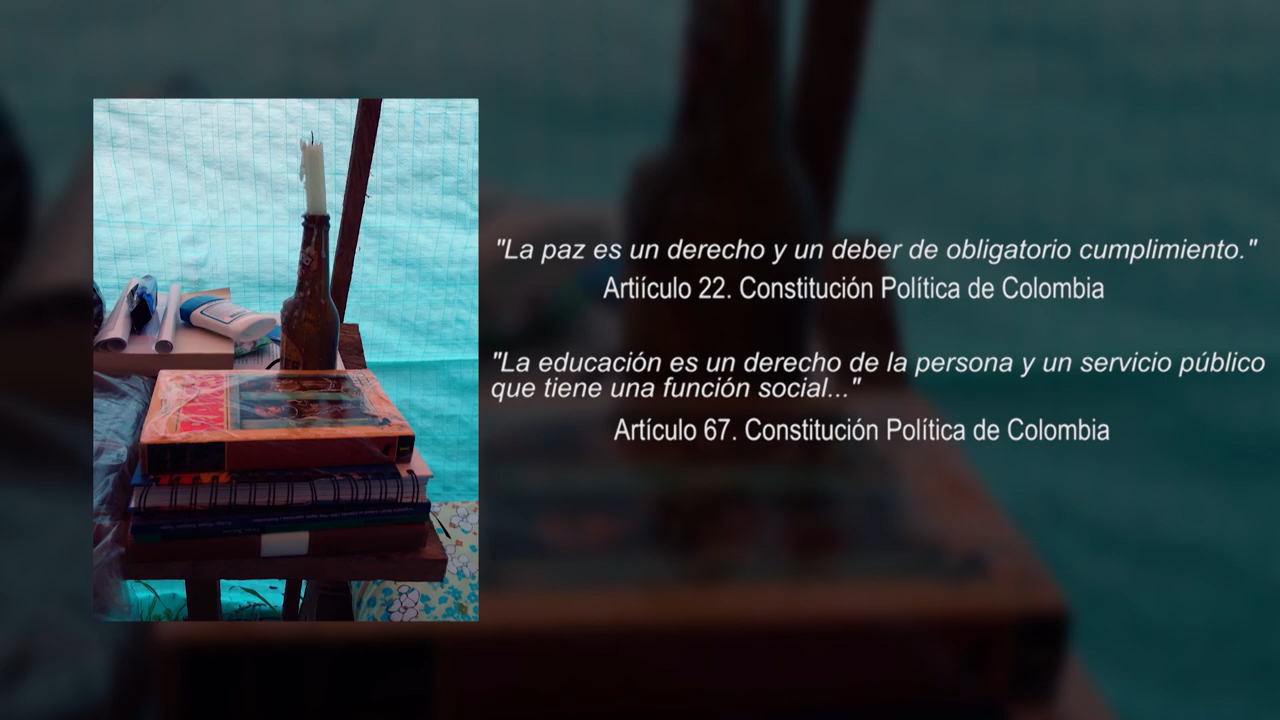 "La paz es un derecho y un deber de obligatorio cumplimiento."
Artiículo 22. Constitución Política de Colombia
"La educación es un derecho de la persona y un servicio público
que tiene una función social..."
Artículo 67. Constitución Política de Colombia